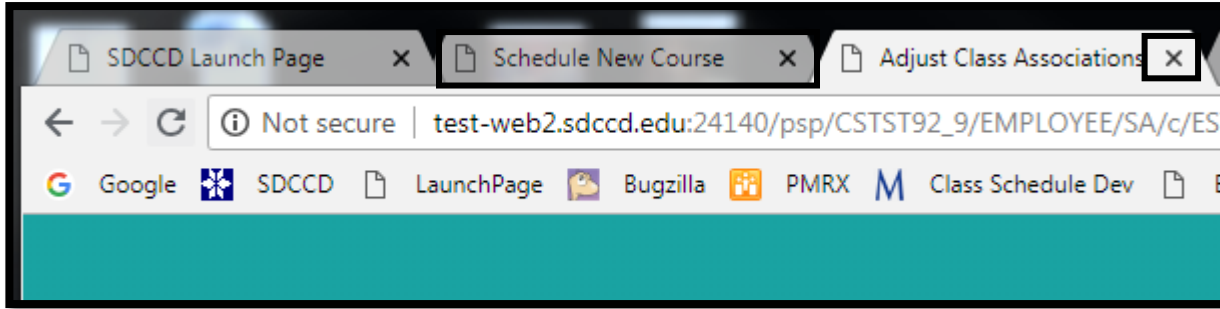 SDCCD Launch Page Schedule New Course Adjust Class Associations
Not secure | test-web2.sdccd.edu:24140/psp/CSTST92_9/EMPLOYEE/SA/c/ES
Google SDCCD LaunchPage Bugzilla PMRX M Class Schedule Dev